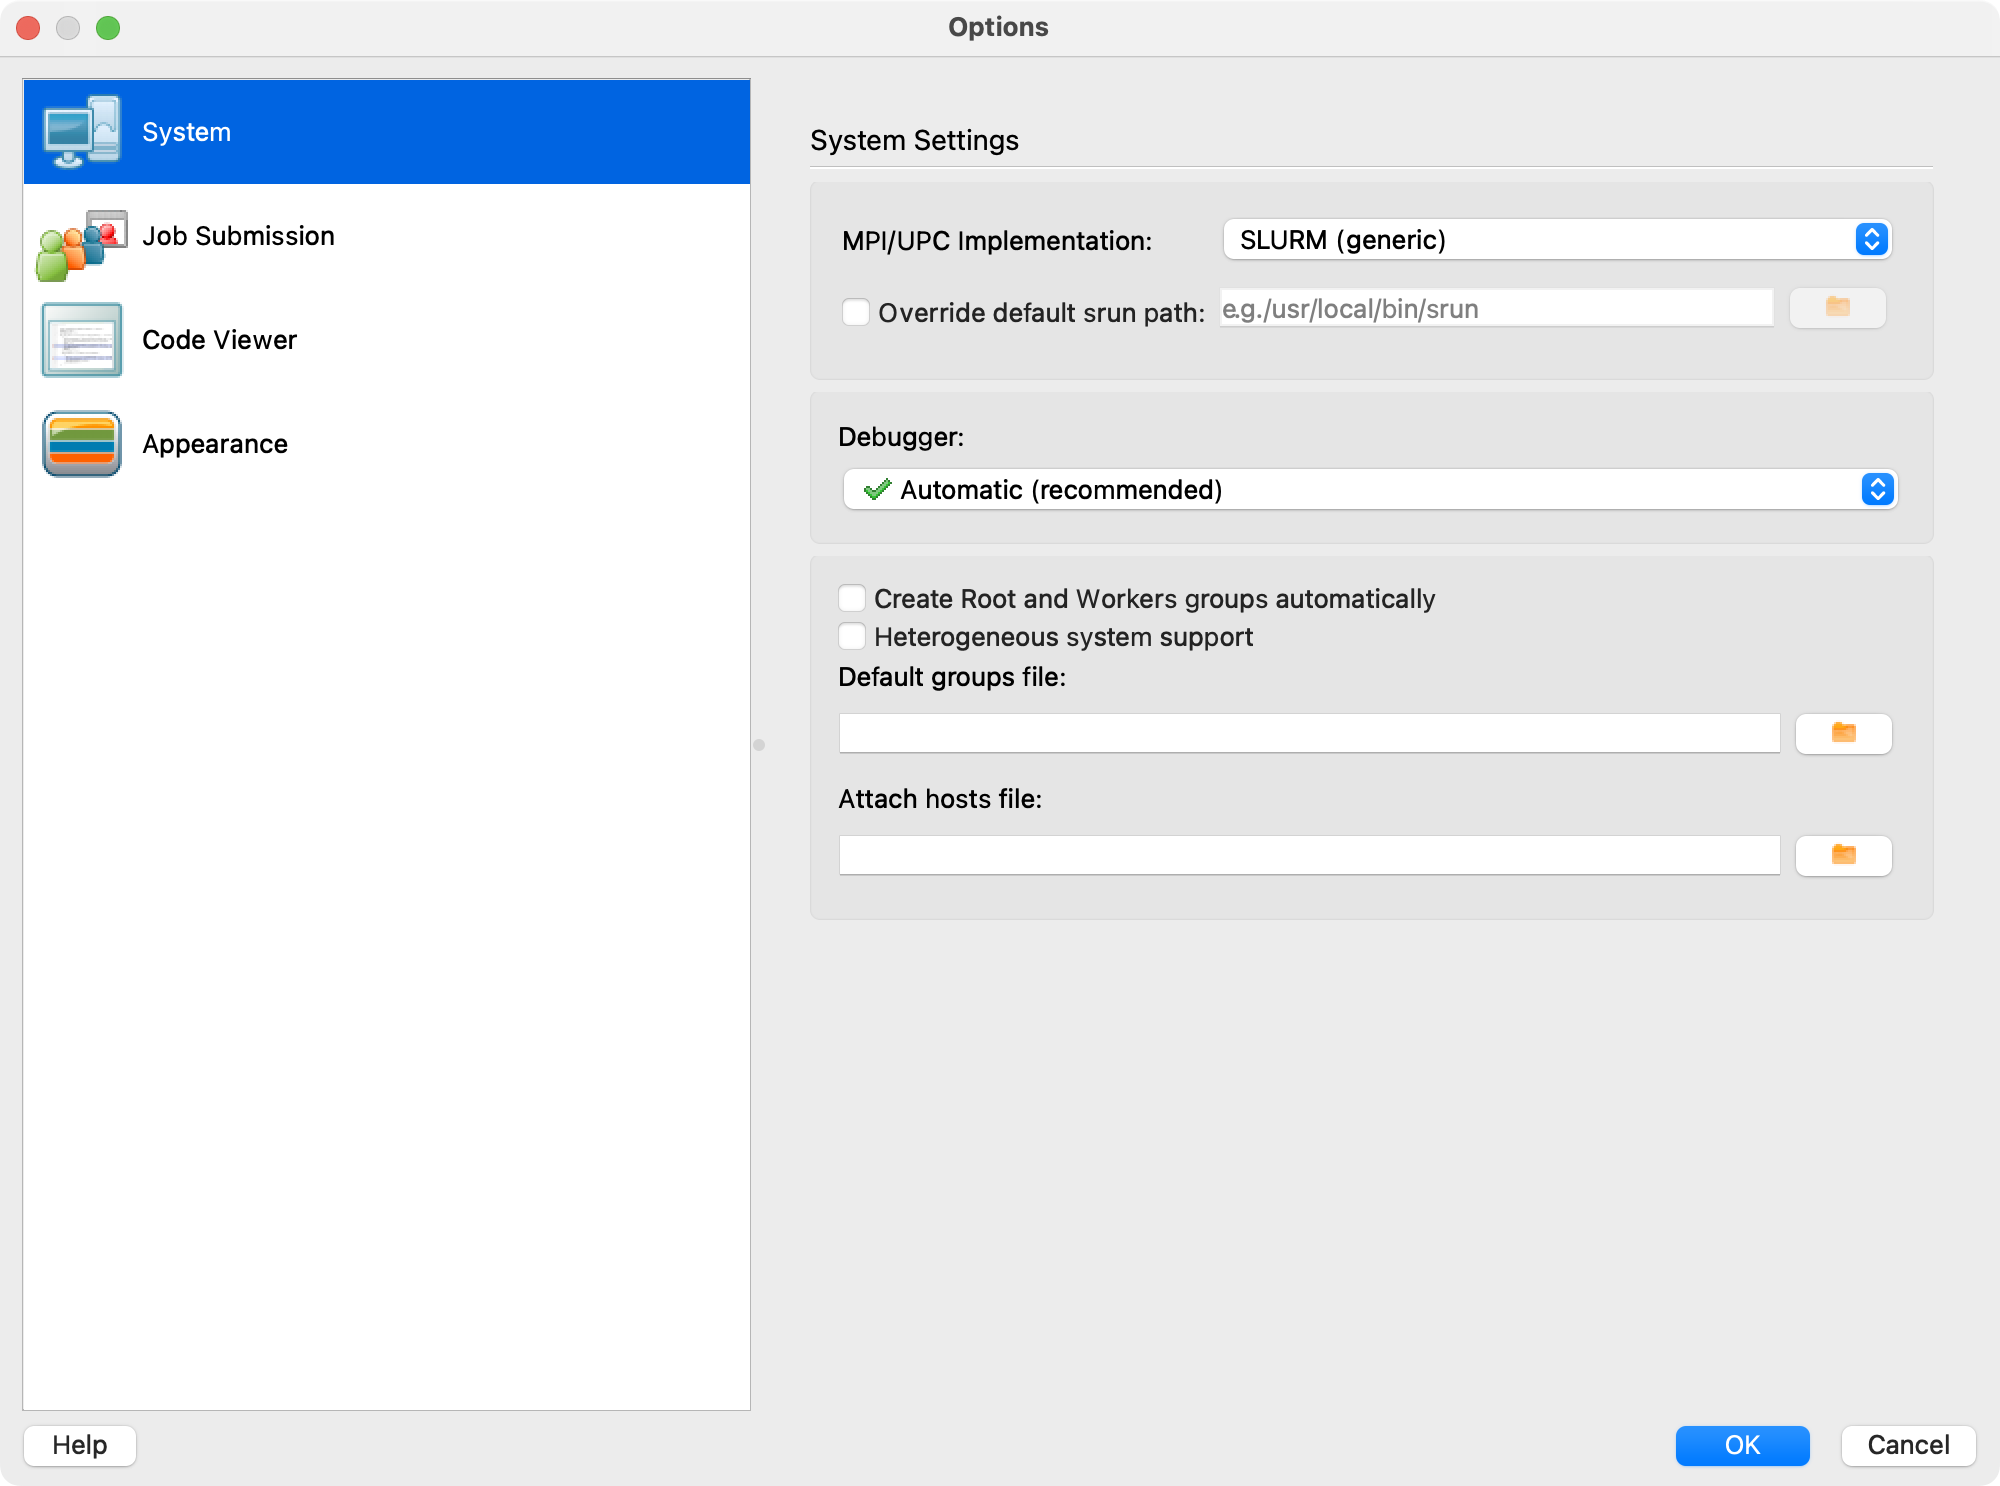 Options
System
Job Submission
Code Viewer
Appearance
System Settings
MPI/UPC Implementation: SLURM (generic)
Override default srun path: e.g./usr/local/bin/srun
Debugger:
Automatic (recommended)
Create Root and Workers groups automatically
Heterogeneous system support
Default groups file:
Attach hosts file:
Help OK Cancel